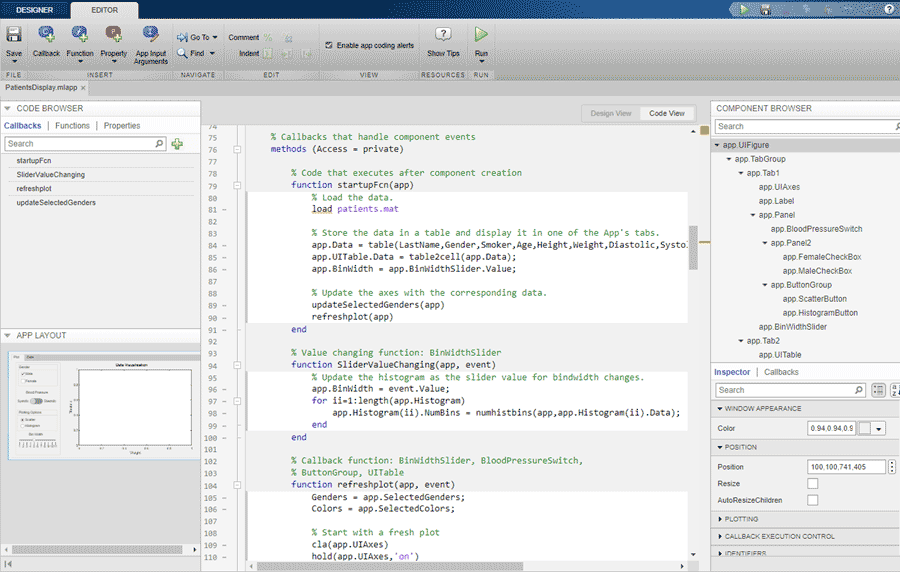 DESIGNER
EDITOR
Save
Callback
Function
Property
App Input
Arguments
Go To
Find
Comment
Indent
Enable app coding alerts
Show Tips
Run
FILE
INSERT
NAVIGATE
EDIT
VIEW
RESOURCES
RUN
PatientsDisplay.mlapp ×
CODE BROWSER
Callbacks | Functions | Properties
Search
startupFcn
SliderValueChanging
refreshplot
updateSelectedGenders
APP LAYOUT
Design View
Code View
74
75 % Callbacks that handle component events
76 methods (Access = private)
77
78 % Code that executes after component creation
79 function startupFcn(app)
80 % Load the data.
81 – load patients.mat
82
83 % Store the data in a table and display it in one of the App's tabs.
84 – app.Data = table(LastName,Gender,Smoker,Age,Height,Weight,Diastolic,Systo
85 – app.UITable.Data = table2cell(app.Data);
86 – app.BinWidth = app.BinWidthSlider.Value;
87
88 % Update the axes with the corresponding data.
89 – updateSelectedGenders(app)
90 – refreshplot(app)
91 – end
92
93 % Value changing function: BinWidthSlider
94 function SliderValueChanging(app, event)
95 % Update the histogram as the slider value for bindwidth changes.
96 – app.BinWidth = event.Value;
97 – for ii=1:length(app.Histogram)
98 – app.Histogram(ii).NumBins = numhistbins(app,app.Histogram(ii).Data);
99 – end
100 – end
101
102 % Callback function: BinWidthSlider, BloodPressureSwitch,
103 % ButtonGroup, UITable
104 function refreshplot(app, event)
105 – Genders = app.SelectedGenders;
106 – Colors = app.SelectedColors;
107
108 % Start with a fresh plot
109 – cla(app.UIAxes)
110 – hold(app.UIAxes,'on')
COMPONENT BROWSER
Search
app.UIFigure
app.TabGroup
app.Tab1
app.UIAxes
app.Label
app.Panel
app.BloodPressureSwitch
app.Panel2
app.FemaleCheckBox
app.MaleCheckBox
app.ButtonGroup
app.ScatterButton
app.HistogramButton
app.BinWidthSlider
app.Tab2
app.UITable
Inspector | Callbacks
Search
WINDOW APPEARANCE
Color 0.94,0.94,0.9
POSITION
Position 100,100,741,405
Resize
AutoResizeChildren
PLOTTING
CALLBACK EXECUTION CONTROL
IDENTIFIERS